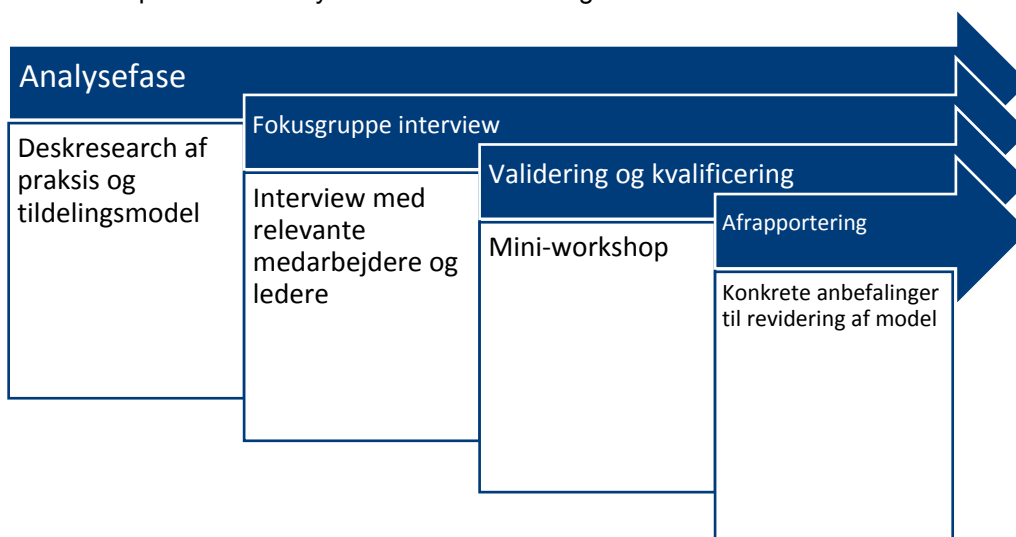 Analysefase
Deskresearch af
praksis og
tildelingsmodel
Fokusgruppe interview
Interview med
relevante
medarbejdere og
ledere
Validering og kvalificering
Mini-workshop
Afrapportering
Konkrete anbefalinger
til revidering af model